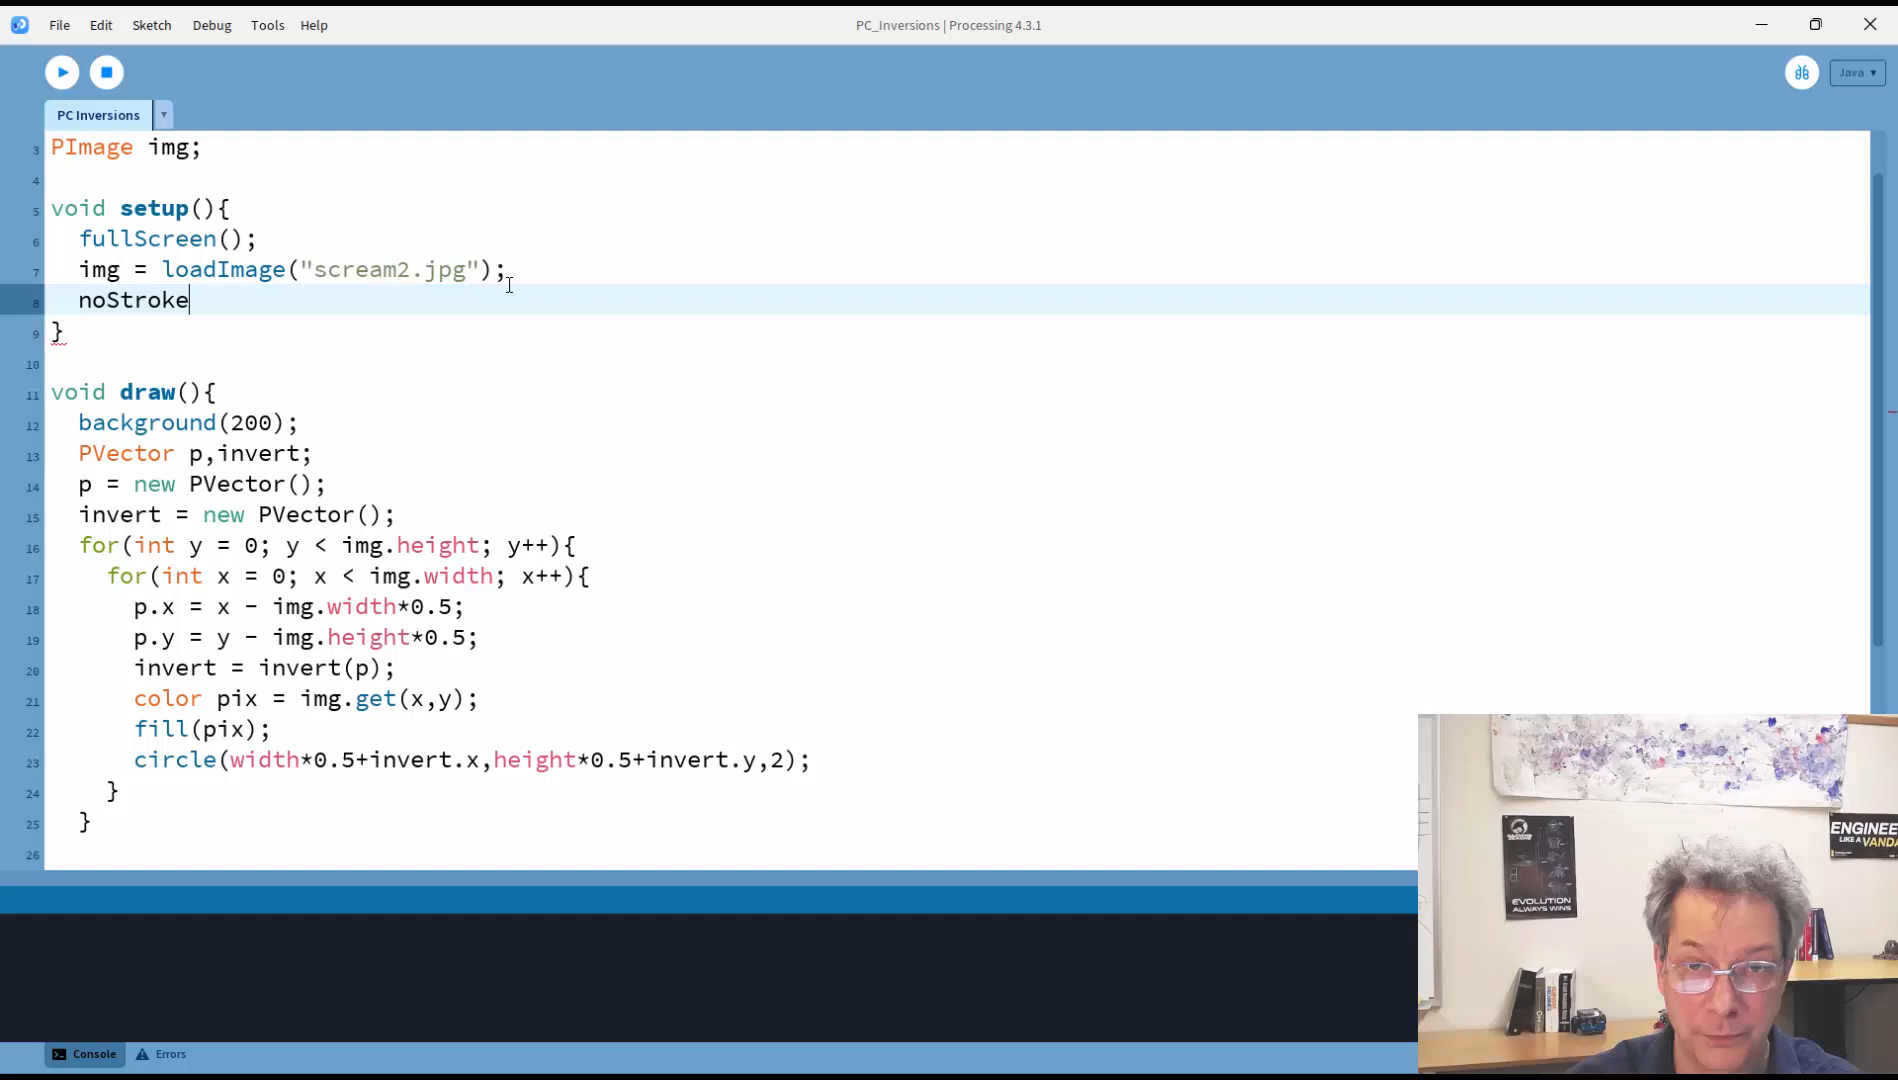 File Edit Sketch Debug Tools Help
PC_Inversions | Processing 4.3.1
Java ▾
PC Inversions ▾
3 PImage img;
4
5 void setup(){
6 fullScreen();
7 img = loadImage("scream2.jpg");
8 noStroke
9 }
10
11 void draw(){
12 background(200);
13 PVector p,invert;
14 p = new PVector();
15 invert = new PVector();
16 for(int y = 0; y < img.height; y++){
17 for(int x = 0; x < img.width; x++){
18 p.x = x - img.width*0.5;
19 p.y = y - img.height*0.5;
20 invert = invert(p);
21 color pix = img.get(x,y);
22 fill(pix);
23 circle(width*0.5+invert.x,height*0.5+invert.y,2);
24 }
25 }
26
ENGINEE
LIKE A VANDA
EVOLUTION
ALWAYS WINS
Console Errors